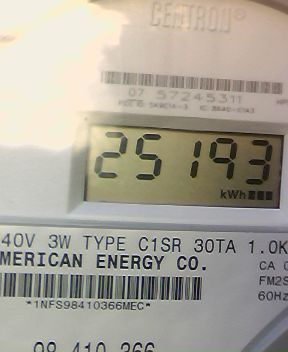 CENTRON®
07 57245311
25193
kWh
40V 3W TYPE C1SR 30TA 1.0K
MERICAN ENERGY CO.
CA
FM2S
60Hz
*1NFS98410366MEC*
98 410 366